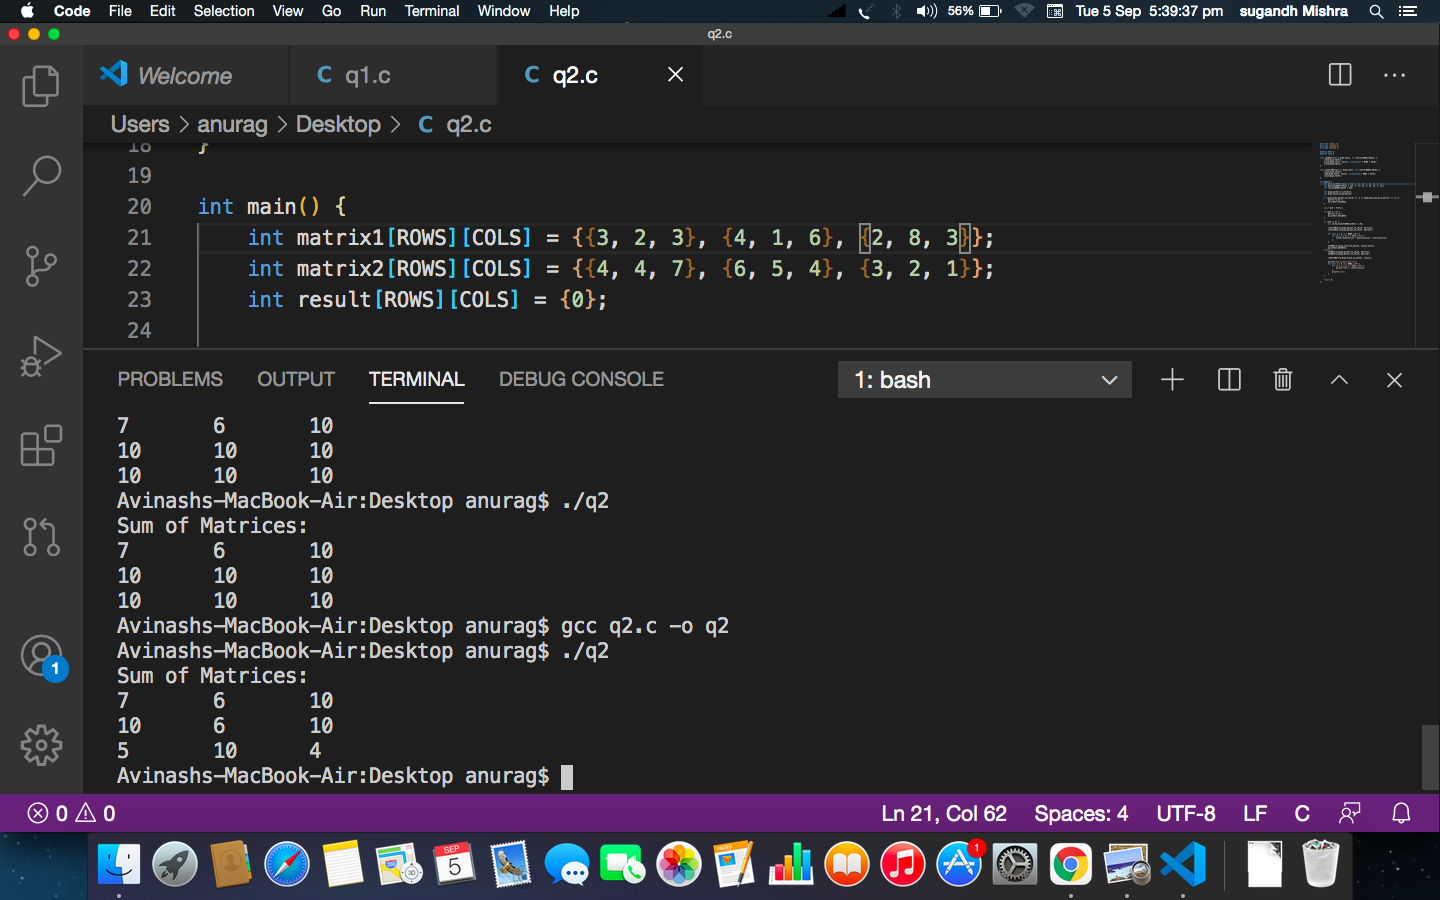 Code File Edit Selection View Go Run Terminal Window Help 56% Tue 5 Sep 5:39:37 pm sugandh Mishra
q2.c
Welcome C q1.c C q2.c
Users > anurag > Desktop > C q2.c
18 }
19
20 int main() {
21 int matrix1[ROWS][COLS] = {{3, 2, 3}, {4, 1, 6}, {2, 8, 3}};
22 int matrix2[ROWS][COLS] = {{4, 4, 7}, {6, 5, 4}, {3, 2, 1}};
23 int result[ROWS][COLS] = {0};
24
PROBLEMS OUTPUT TERMINAL DEBUG CONSOLE 1: bash
7 6 10
10 10 10
10 10 10
Avinashs-MacBook-Air:Desktop anurag$ ./q2
Sum of Matrices:
7 6 10
10 10 10
10 10 10
Avinashs-MacBook-Air:Desktop anurag$ gcc q2.c -o q2
Avinashs-MacBook-Air:Desktop anurag$ ./q2
Sum of Matrices:
7 6 10
10 6 10
5 10 4
Avinashs-MacBook-Air:Desktop anurag$
1
0 0 Ln 21, Col 62 Spaces: 4 UTF-8 LF C
SEP
5
3D
PAGES
1